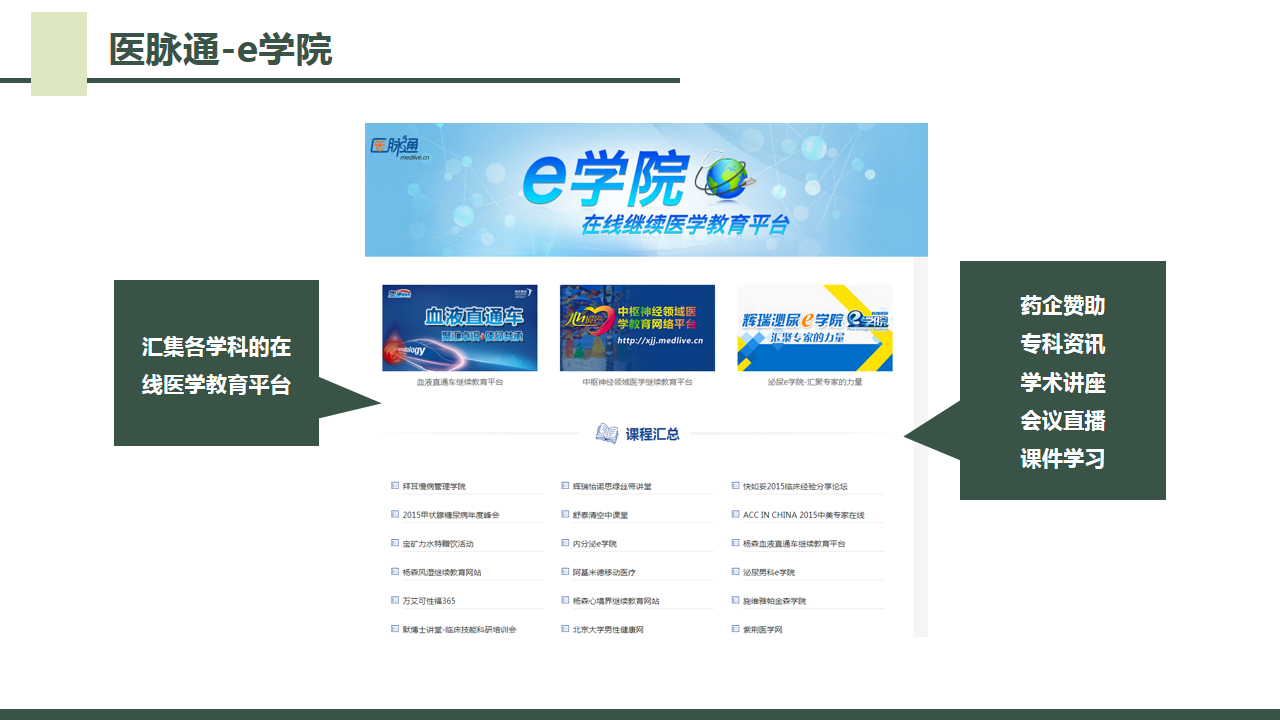 医脉通-e学院
医脉通
medlive.cn
e学院
在线继续医学教育平台
汇集各学科的在
线医学教育平台
药企赞助
专科资讯
学术讲座
会议直播
课件学习
血液直通车
中枢神经领域医
学教育网络平台
http://xjj.medlive.cn
辉瑞泌尿e学院 e学院
汇聚专家的力量
血液直通车继续教育平台
中枢神经领域医学继续教育平台
泌尿e学院-汇聚专家的力量
课程汇总
拜耳慢病管理学院
辉瑞怡诺思绿丝带讲堂
快如妥2015临床经验分享论坛
2015甲状腺糖尿病年度峰会
舒泰清空中课堂
ACC IN CHINA 2015中美专家在线
宝矿力水特赠饮活动
内分泌e学院
杨森血液直通车继续教育平台
杨森风湿继续教育网站
阿基米德移动医疗
泌尿男科e学院
万艾可性福365
杨森心境界继续教育网站
施维雅帕金森学院
默博士讲堂-临床技能科研培训会
北京大学男性健康网
紫荆医学网